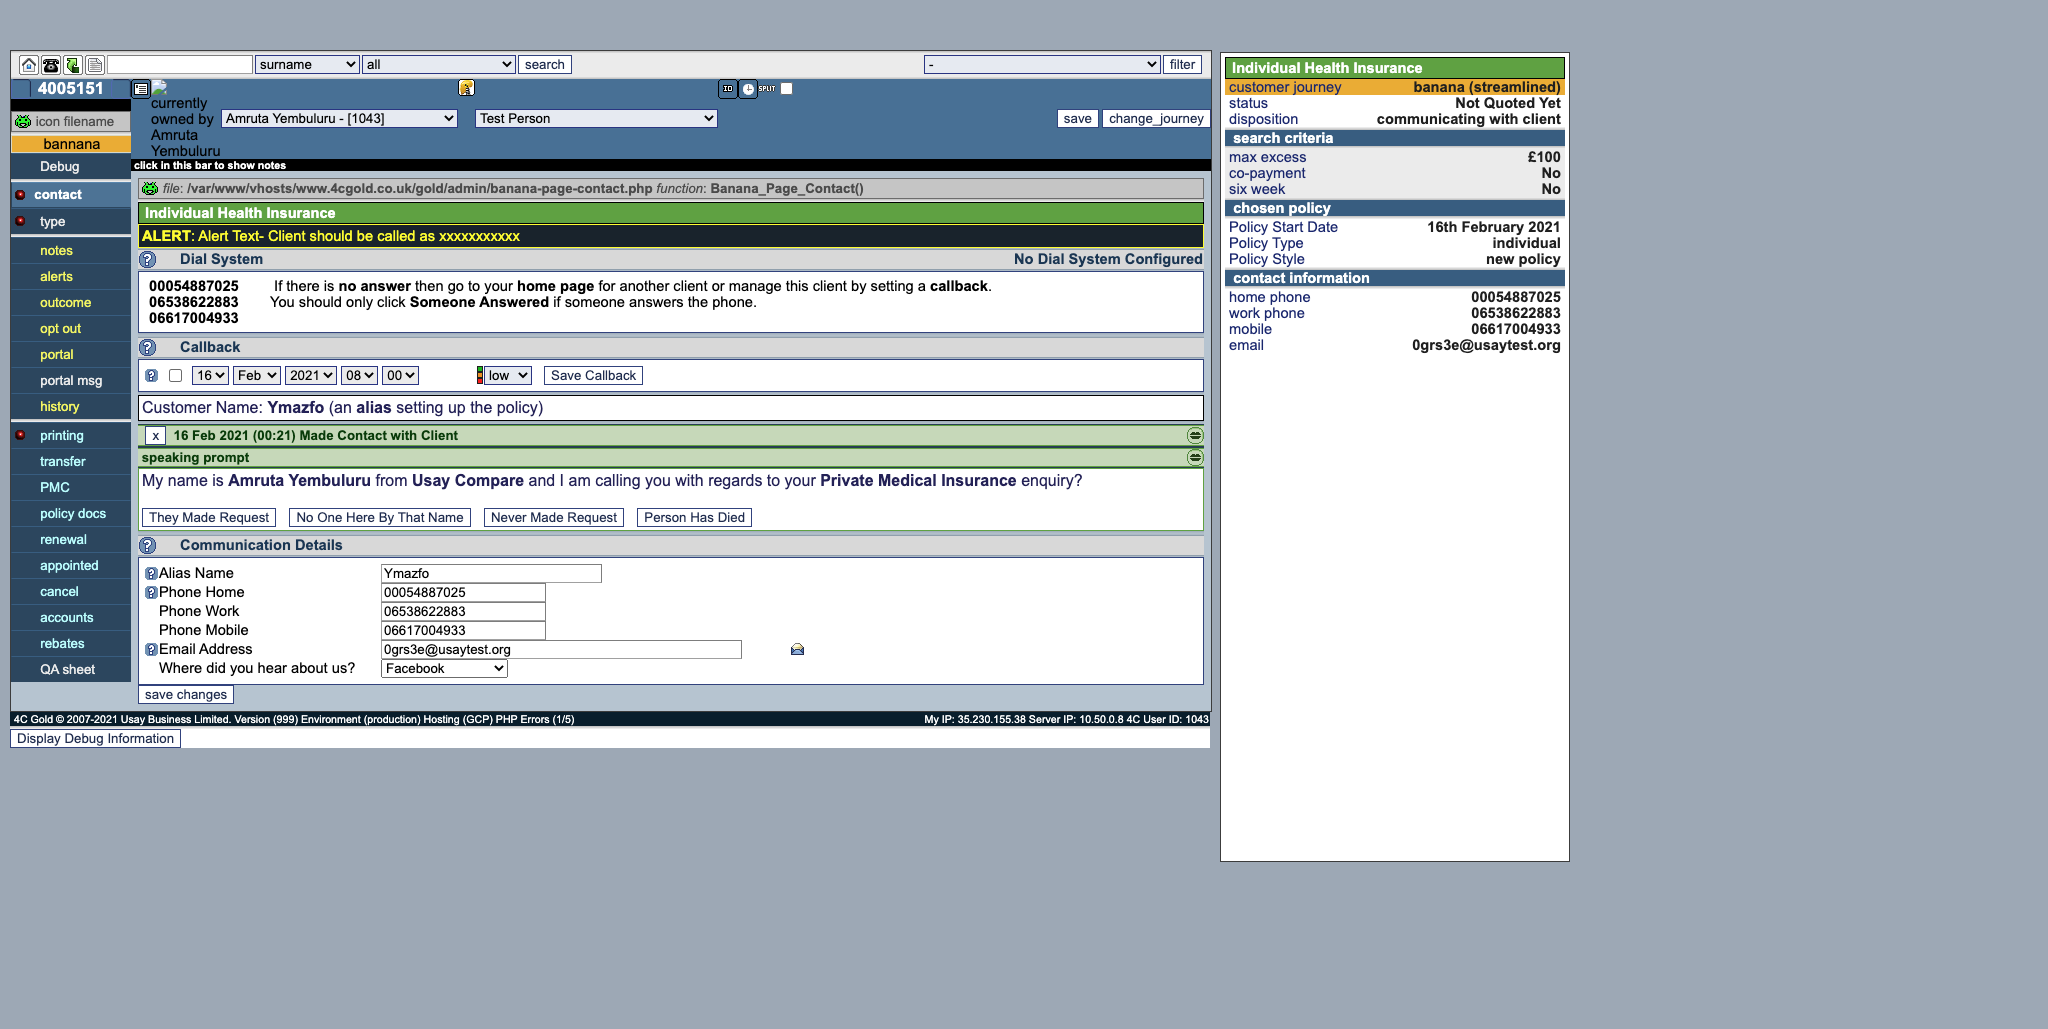 surname all search - filter
4005151 ID SPLIT
currently owned by Amruta Yembuluru
Amruta Yembuluru - [1043] Test Person save change_journey
icon filename
bannana
Debug
contact
type
notes
alerts
outcome
opt out
portal
portal msg
history
printing
transfer
PMC
policy docs
renewal
appointed
cancel
accounts
rebates
QA sheet
click in this bar to show notes
file: /var/www/vhosts/www.4cgold.co.uk/gold/admin/banana-page-contact.php function: Banana_Page_Contact()
Individual Health Insurance
ALERT: Alert Text- Client should be called as xxxxxxxxxxx
? Dial System No Dial System Configured
00054887025 If there is no answer then go to your home page for another client or manage this client by setting a callback.
06538622883 You should only click Someone Answered if someone answers the phone.
06617004933
? Callback
? 16 Feb 2021 08 00 low Save Callback
Customer Name: Ymazfo (an alias setting up the policy)
x 16 Feb 2021 (00:21) Made Contact with Client
speaking prompt
My name is Amruta Yembuluru from Usay Compare and I am calling you with regards to your Private Medical Insurance enquiry?
They Made Request No One Here By That Name Never Made Request Person Has Died
? Communication Details
? Alias Name Ymazfo
? Phone Home 00054887025
Phone Work 06538622883
Phone Mobile 06617004933
? Email Address 0grs3e@usaytest.org
Where did you hear about us? Facebook
save changes
4C Gold © 2007-2021 Usay Business Limited. Version (999) Environment (production) Hosting (GCP) PHP Errors (1/5) My IP: 35.230.155.38 Server IP: 10.50.0.8 4C User ID: 1043
Display Debug Information
Individual Health Insurance
customer journey banana (streamlined)
status Not Quoted Yet
disposition communicating with client
search criteria
max excess £100
co-payment No
six week No
chosen policy
Policy Start Date 16th February 2021
Policy Type individual
Policy Style new policy
contact information
home phone 00054887025
work phone 06538622883
mobile 06617004933
email 0grs3e@usaytest.org